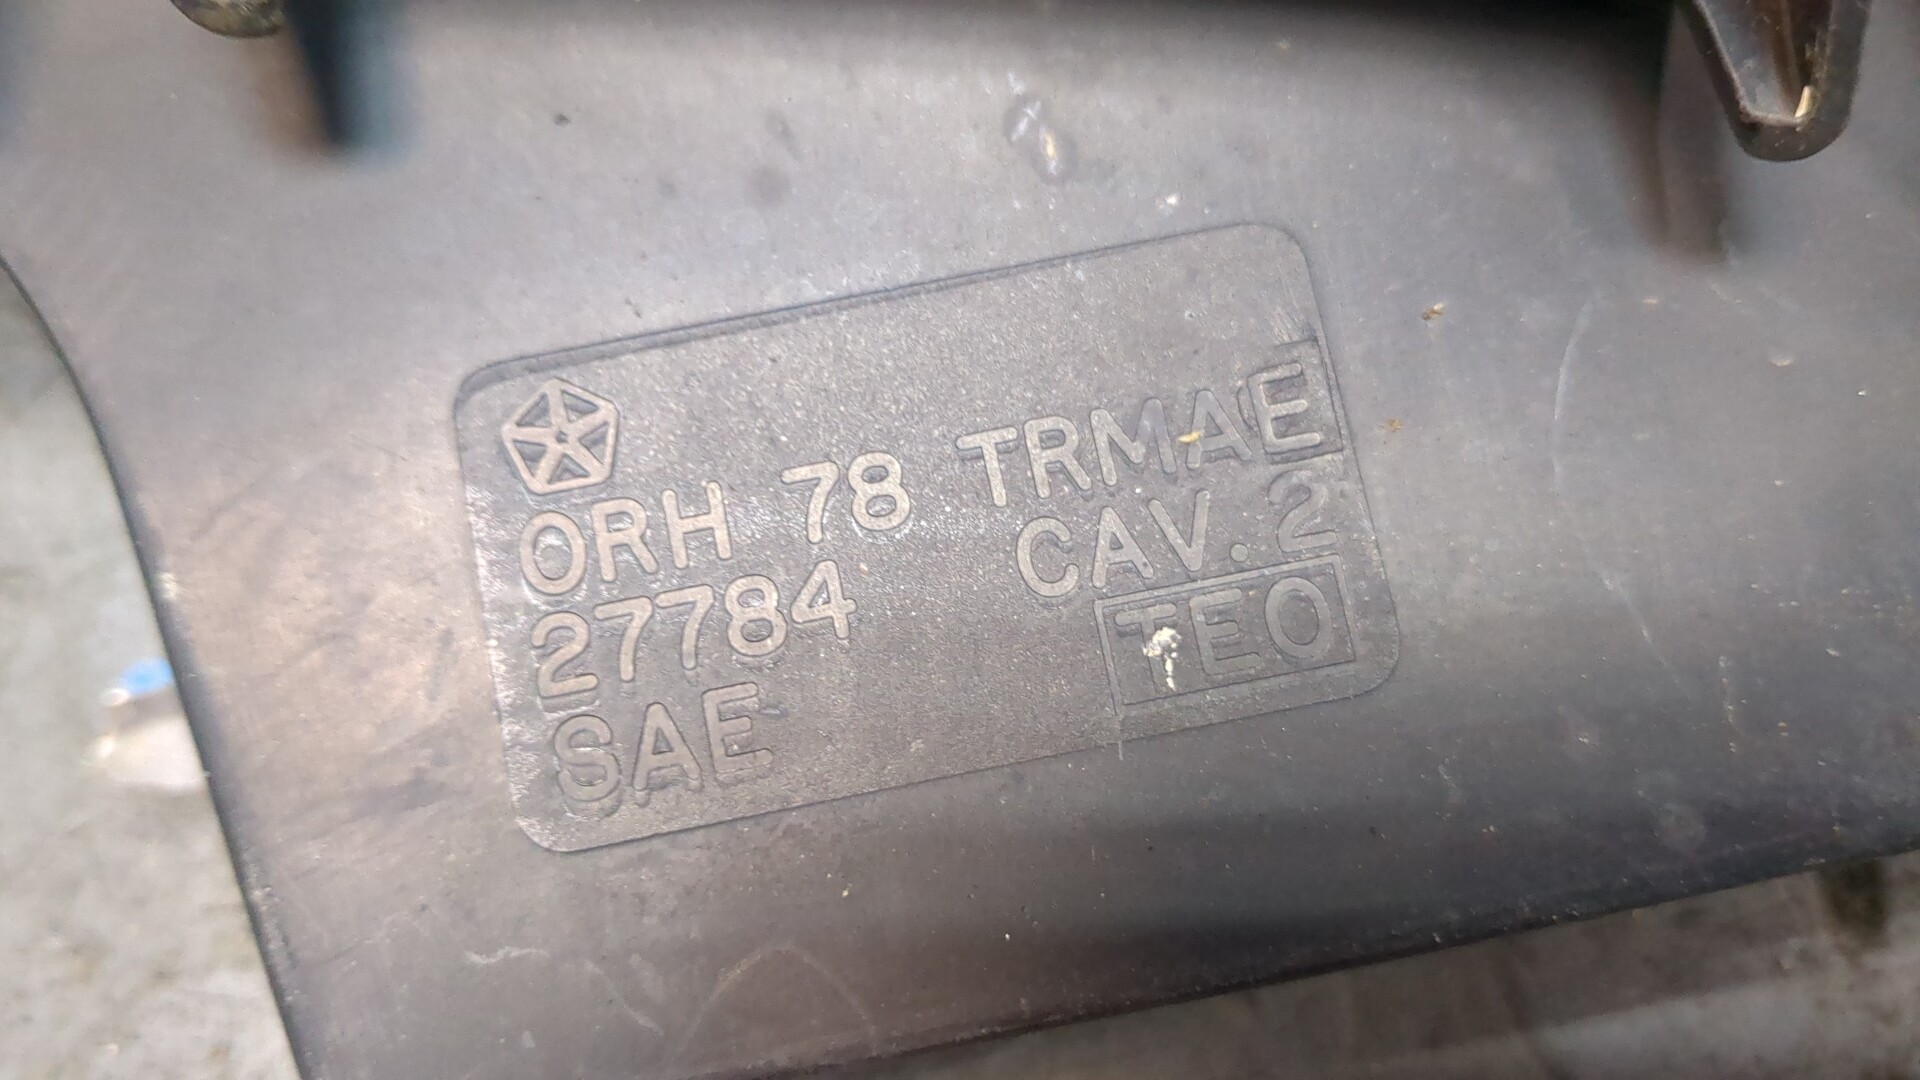 ORH 78 TRMAE
27784 CAV. 2
SAE TEO